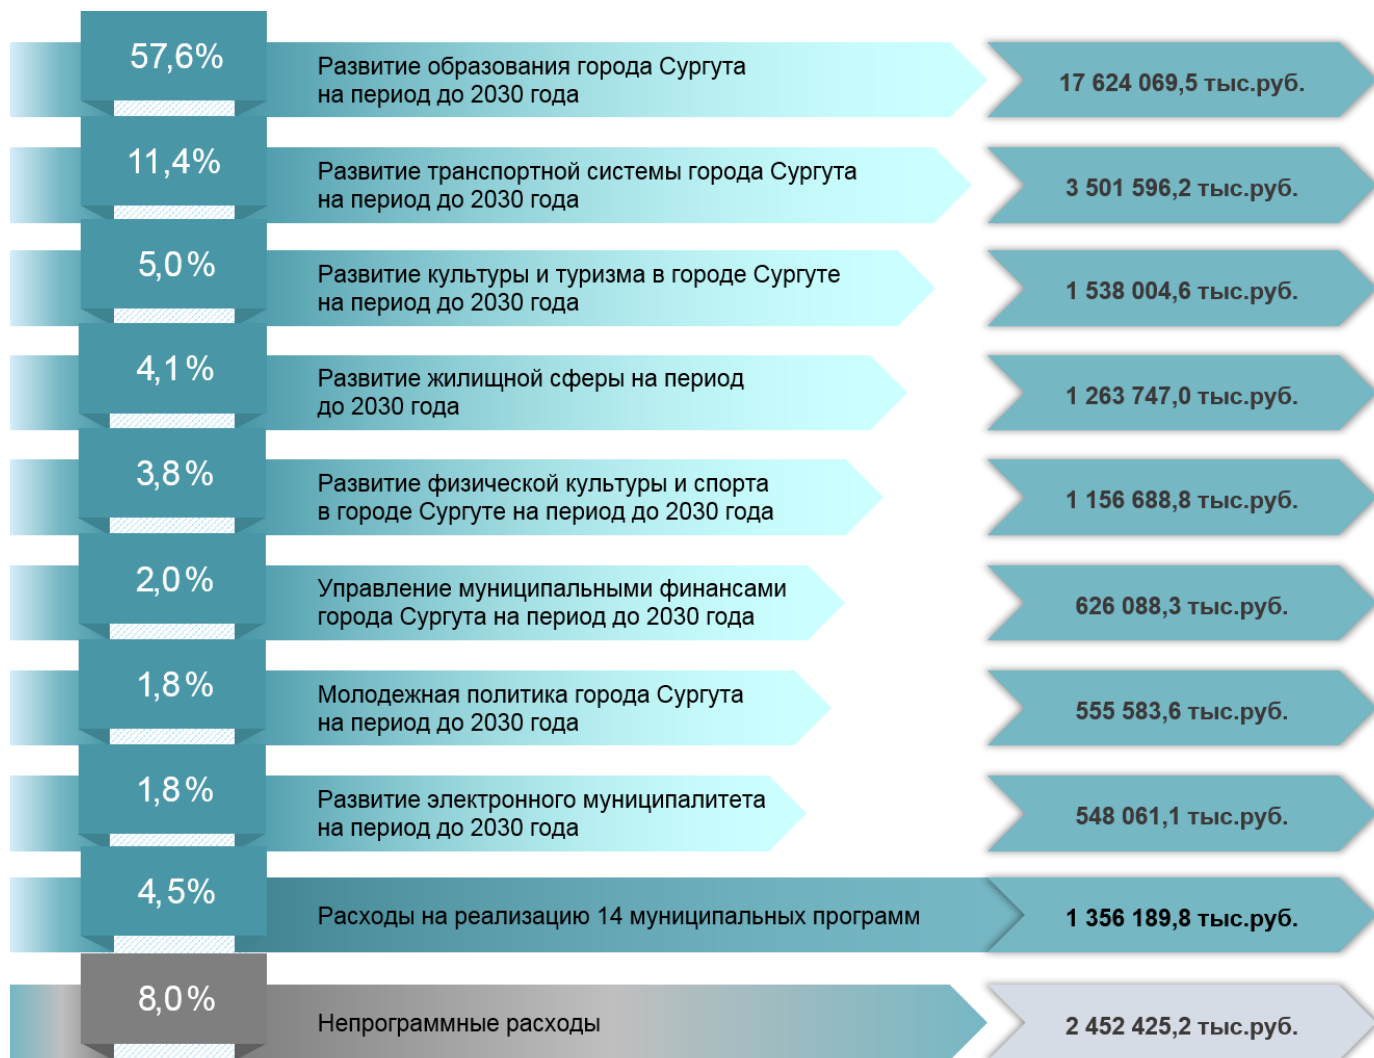 57,6%
Развитие образования города Сургута
на период до 2030 года
17 624 069,5 тыс.руб.
11,4%
Развитие транспортной системы города Сургута
на период до 2030 года
3 501 596,2 тыс.руб.
5,0%
Развитие культуры и туризма в городе Сургуте
на период до 2030 года
1 538 004,6 тыс.руб.
4,1%
Развитие жилищной сферы на период
до 2030 года
1 263 747,0 тыс.руб.
3,8%
Развитие физической культуры и спорта
в городе Сургуте на период до 2030 года
1 156 688,8 тыс.руб.
2,0%
Управление муниципальными финансами
города Сургута на период до 2030 года
626 088,3 тыс.руб.
1,8%
Молодежная политика города Сургута
на период до 2030 года
555 583,6 тыс.руб.
1,8%
Развитие электронного муниципалитета
на период до 2030 года
548 061,1 тыс.руб.
4,5%
Расходы на реализацию 14 муниципальных программ
1 356 189,8 тыс.руб.
8,0%
Непрограммные расходы
2 452 425,2 тыс.руб.